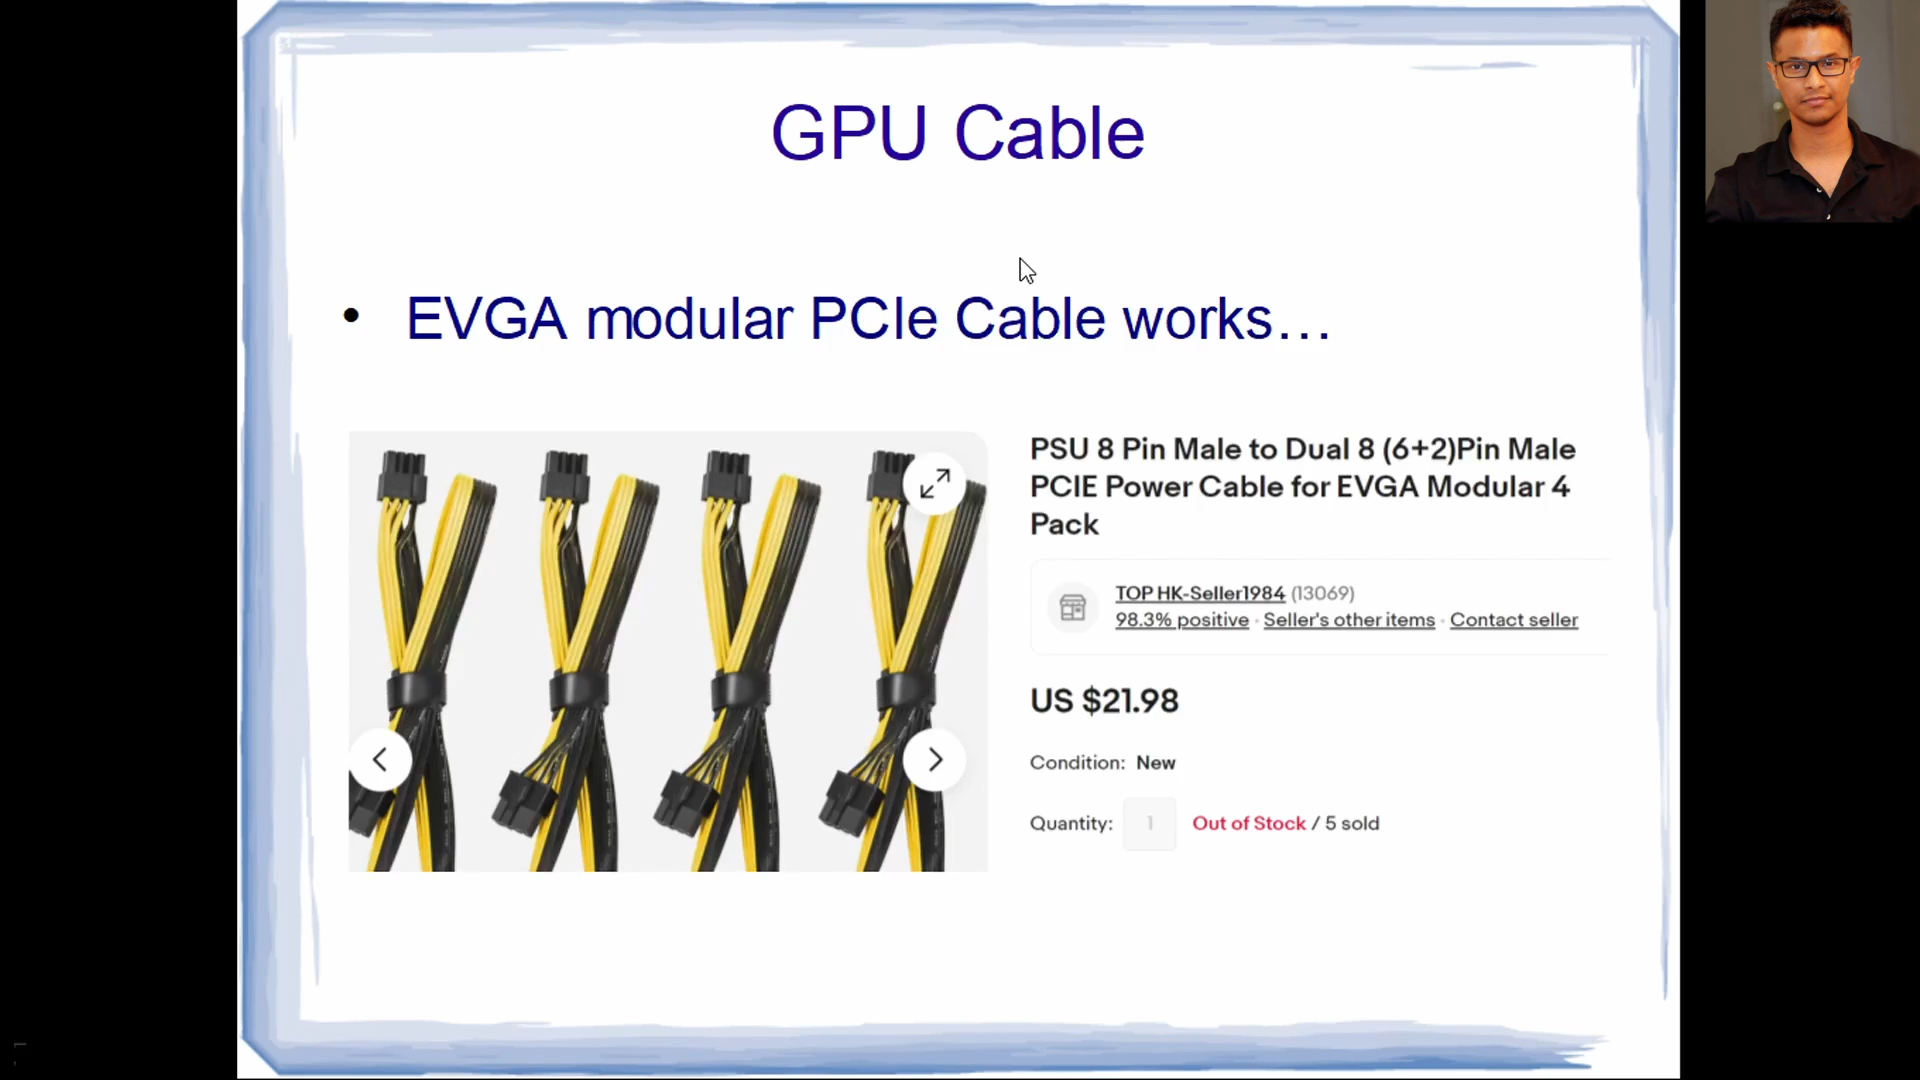 GPU Cable
• EVGA modular PCIe Cable works…
PSU 8 Pin Male to Dual 8 (6+2)Pin Male
PCIE Power Cable for EVGA Modular 4
Pack
TOP HK-Seller1984 (13069)
98.3% positive · Seller's other items · Contact seller
US $21.98
Condition: New
Quantity: 1 Out of Stock / 5 sold